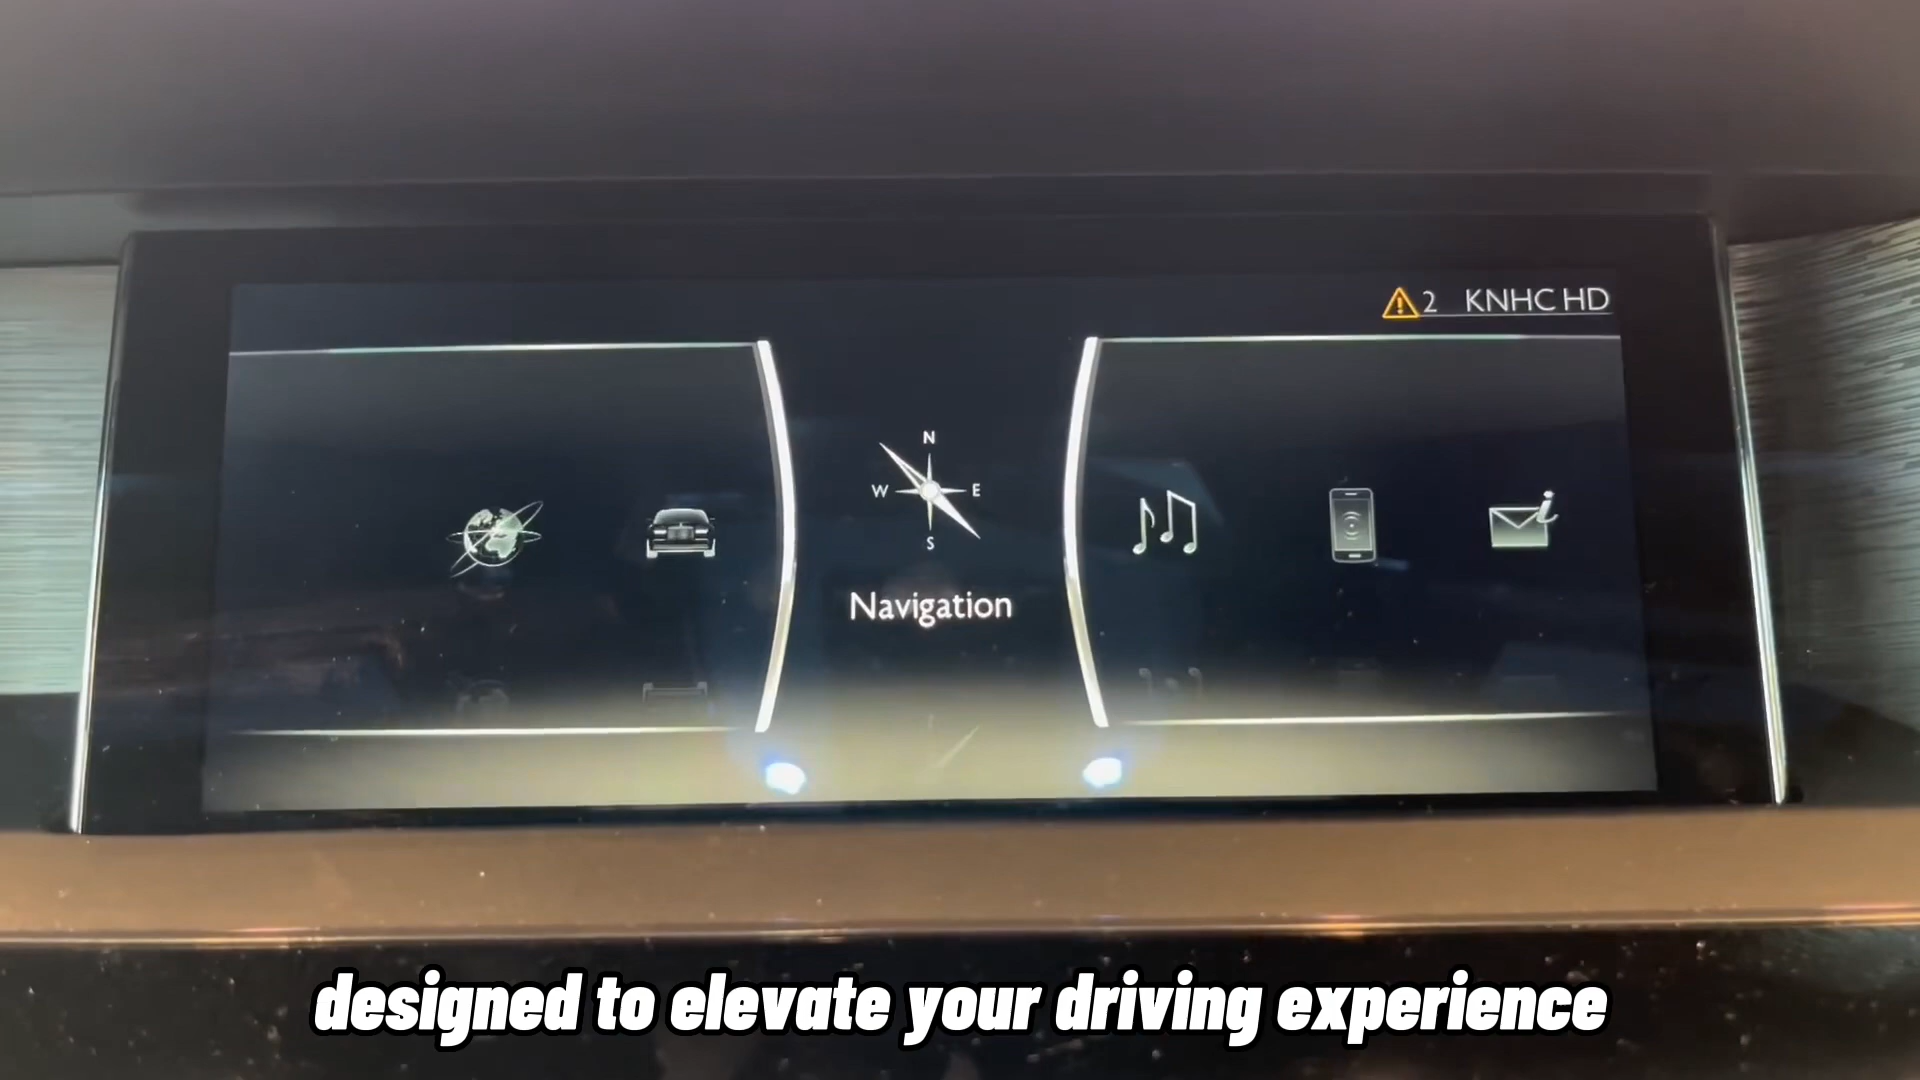 2 KNHC HD
N
W E
S
Navigation
designed to elevate your driving experience